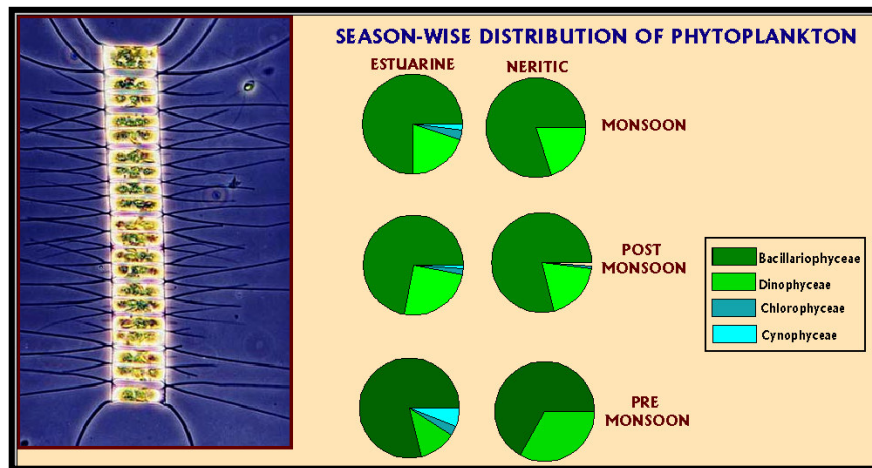 SEASON-WISE DISTRIBUTION OF PHYTOPLANKTON
ESTUARINE
NERITIC
MONSOON
POST
MONSOON
PRE
MONSOON
Bacillariophyceae
Dinophyceae
Chlorophyceae
Cynophyceae